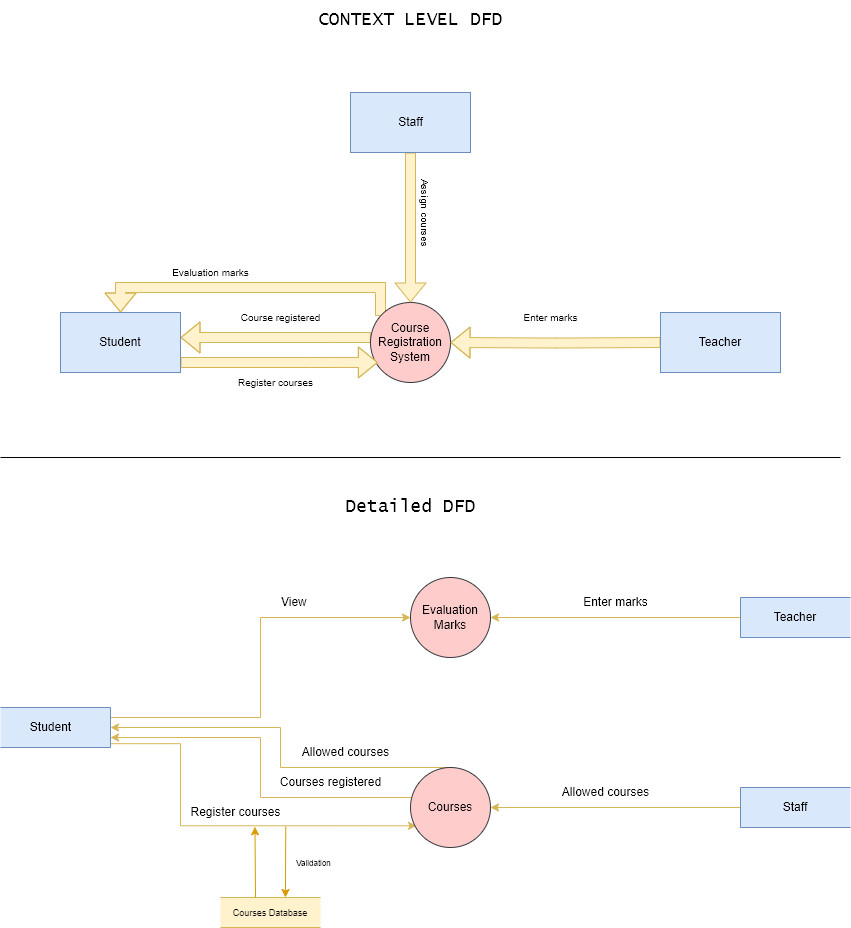 CONTEXT LEVEL DFD
Staff
Assign courses
Evaluation marks
Course registered
Enter marks
Student
Course
Registration
System
Teacher
Register courses
Detailed DFD
View
Evaluation
Marks
Enter marks
Teacher
Student
Allowed courses
Courses registered
Allowed courses
Register courses
Courses
Staff
Validation
Courses Database